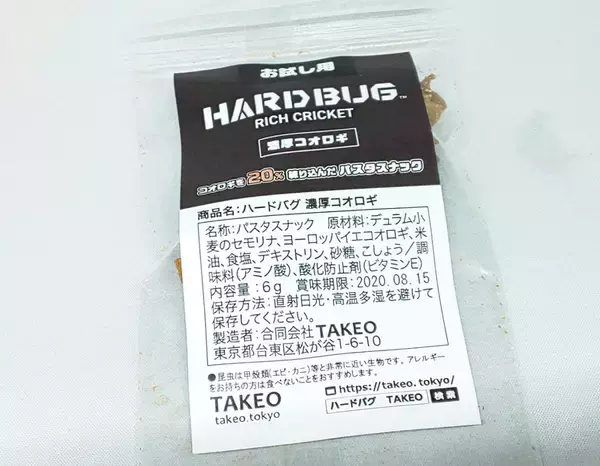 お試し用
HARDBUG™
RICH CRICKET
濃厚コオロギ
コオロギを20%練り込んだパスタスナック
商品名:ハードバグ 濃厚コオロギ
名称:パスタスナック 原材料:デュラム小
麦のセモリナ、ヨーロッパイエコオロギ、米
油、食塩、デキストリン、砂糖、こしょう/調
味料(アミノ酸)、酸化防止剤(ビタミンE)
内容量:6g 賞味期限:2020.08.15
保存方法:直射日光・高温多湿を避けて
保存してください。
製造者:合同会社TAKEO
東京都台東区松が谷1-6-10
●昆虫は甲殻類(エビ・カニ)等と非常に近い生物です。アレルギー
をお持ちの方は食べないことをおすすめします。
TAKEO
takeo.tokyo
https://takeo.tokyo/
ハードバグ TAKEO 検索